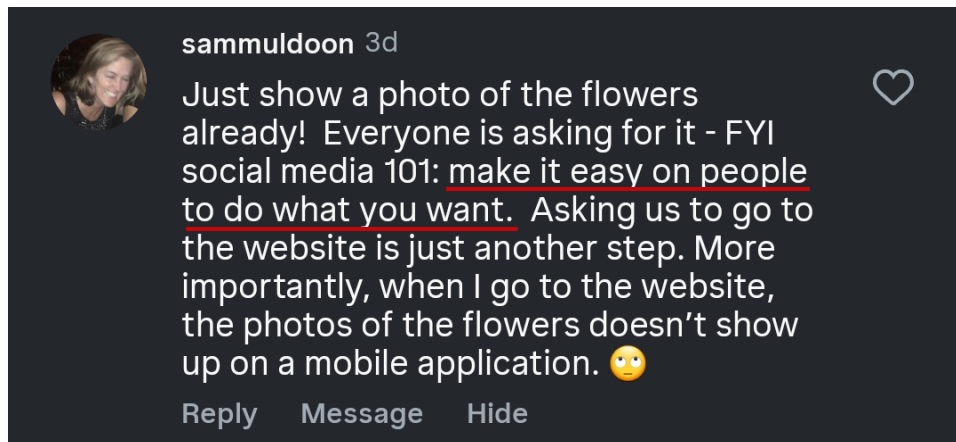 sammuldoon 3d
Just show a photo of the flowers
already!  Everyone is asking for it - FYI
social media 101: make it easy on people
to do what you want.  Asking us to go to
the website is just another step. More
importantly, when I go to the website,
the photos of the flowers doesn’t show
up on a mobile application. 🙄
Reply Message Hide